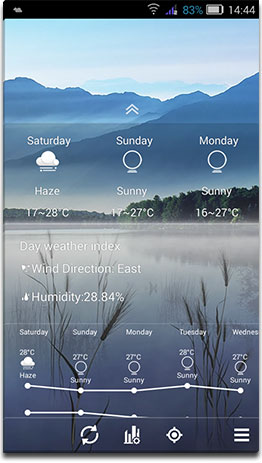 83% 14:44
Saturday Sunday Monday
Haze Sunny Sunny
17~28°C 17~27°C 16~27°C
Day weather index
Wind Direction: East
Humidity:28.84%
Saturday Sunday Monday Tuesday Wednes
28°C 27°C 27°C 28°C 27°C
Haze Sunny Sunny Sunny Sunny